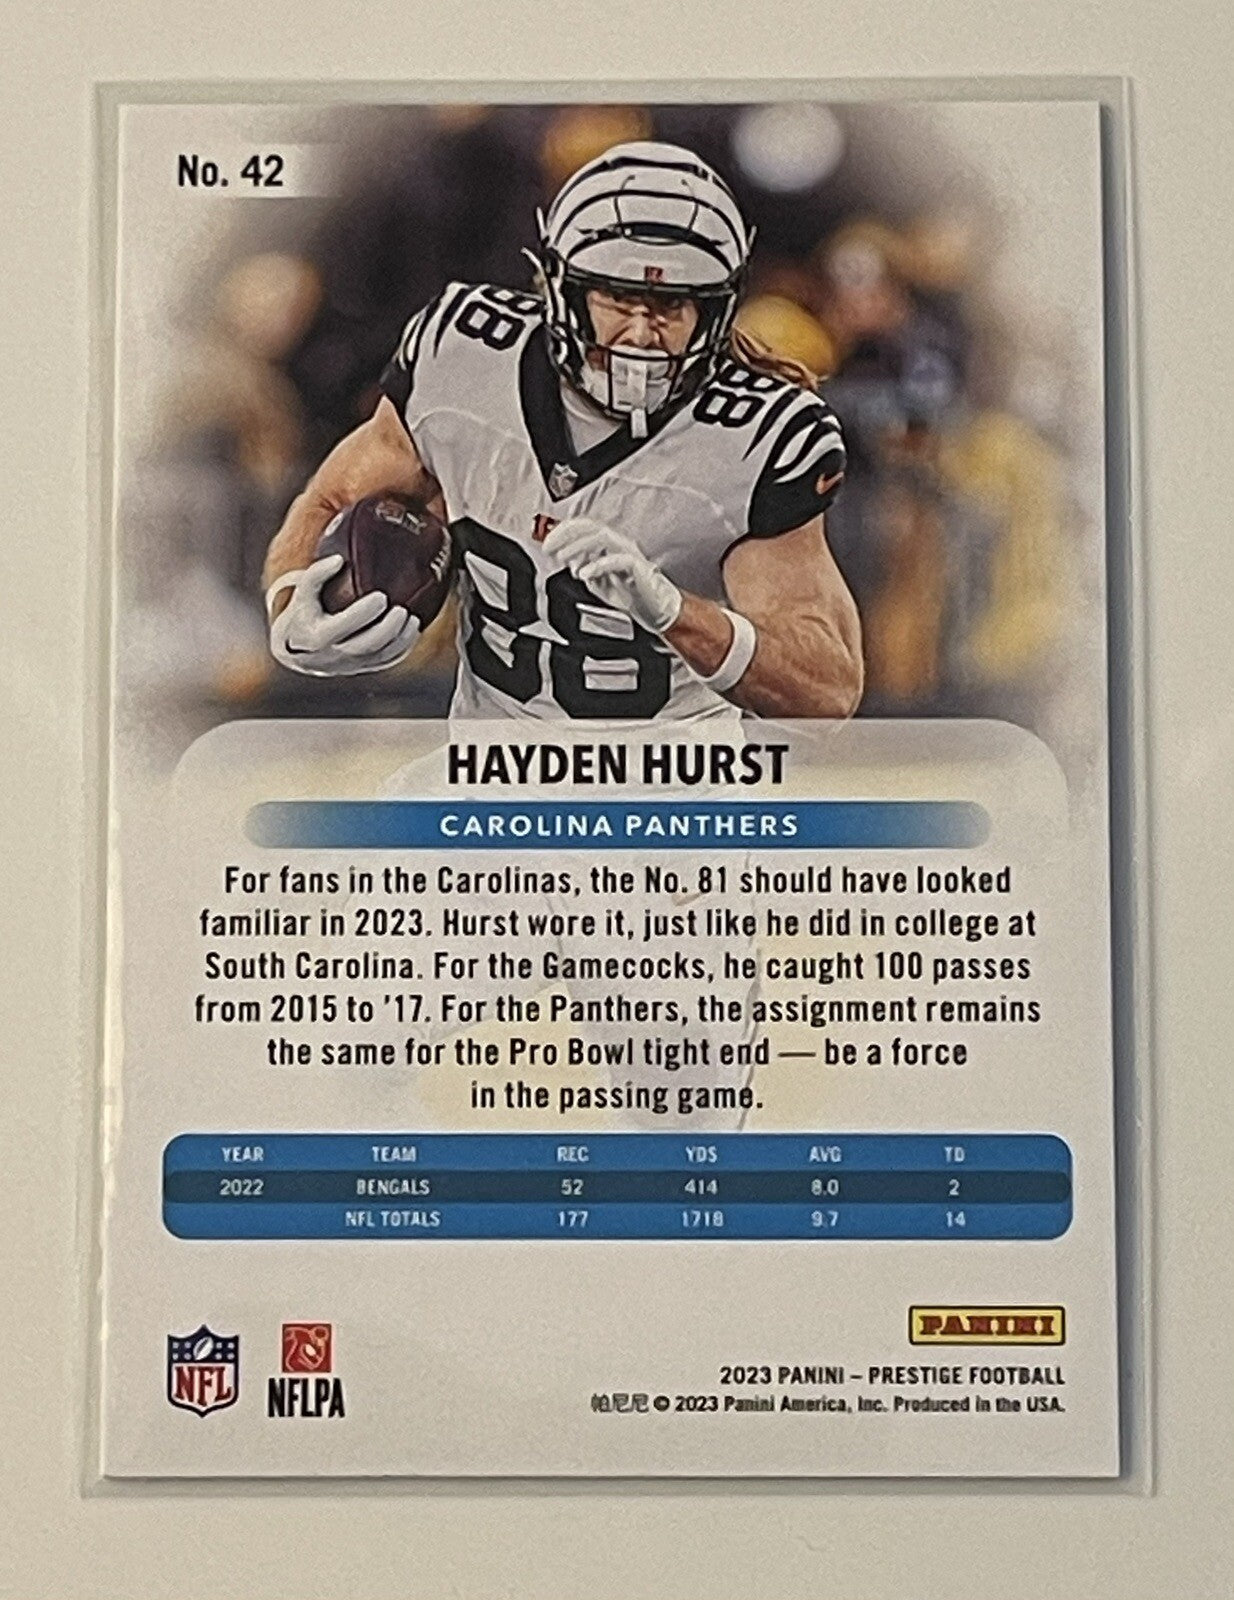 No. 42
88
88
88
HAYDEN HURST
CAROLINA PANTHERS
For fans in the Carolinas, the No. 81 should have looked
familiar in 2023. Hurst wore it, just like he did in college at
South Carolina. For the Gamecocks, he caught 100 passes
from 2015 to '17. For the Panthers, the assignment remains
the same for the Pro Bowl tight end — be a force
in the passing game.
YEAR TEAM REC YDS AVG TD
2022 BENGALS 52 414 8.0 2
NFL TOTALS 177 1718 9.7 14
PANINI
NFL
NFLPA
2023 PANINI – PRESTIGE FOOTBALL
帕尼尼 © 2023 Panini America, Inc. Produced in the USA.